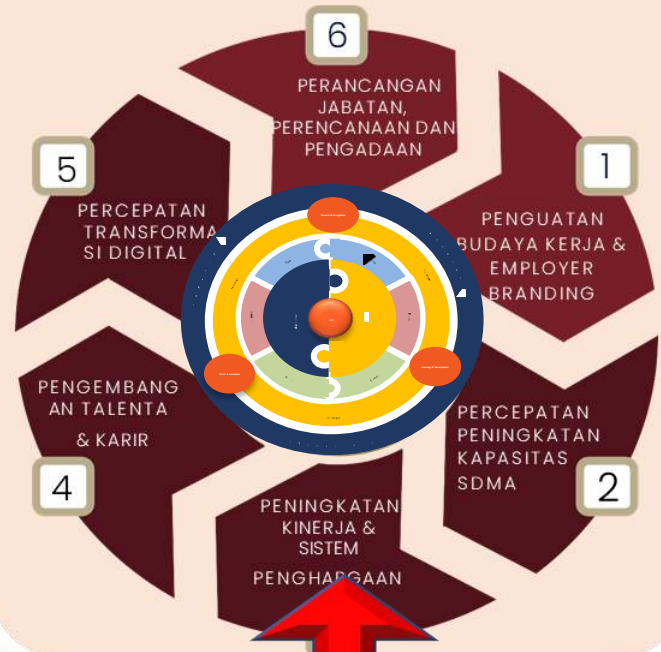 6
PERANCANGAN
JABATAN,
PERENCANAAN DAN
PENGADAAN
1
PENGUATAN
BUDAYA KERJA &
EMPLOYER
BRANDING
2
PERCEPATAN
PENINGKATAN
KAPASITAS
SDMA
PENINGKATAN
KINERJA &
SISTEM
PENGHARGAAN
4
PENGEMBANG
AN TALENTA
& KARIR
5
PERCEPATAN
TRANSFORMA
SI DIGITAL